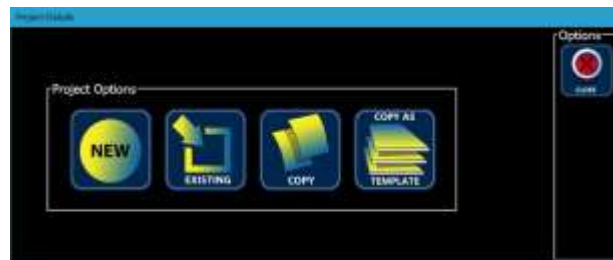 Project Details
Options
CLOSE
Project Options
NEW
EXISTING
COPY
COPY AS
TEMPLATE